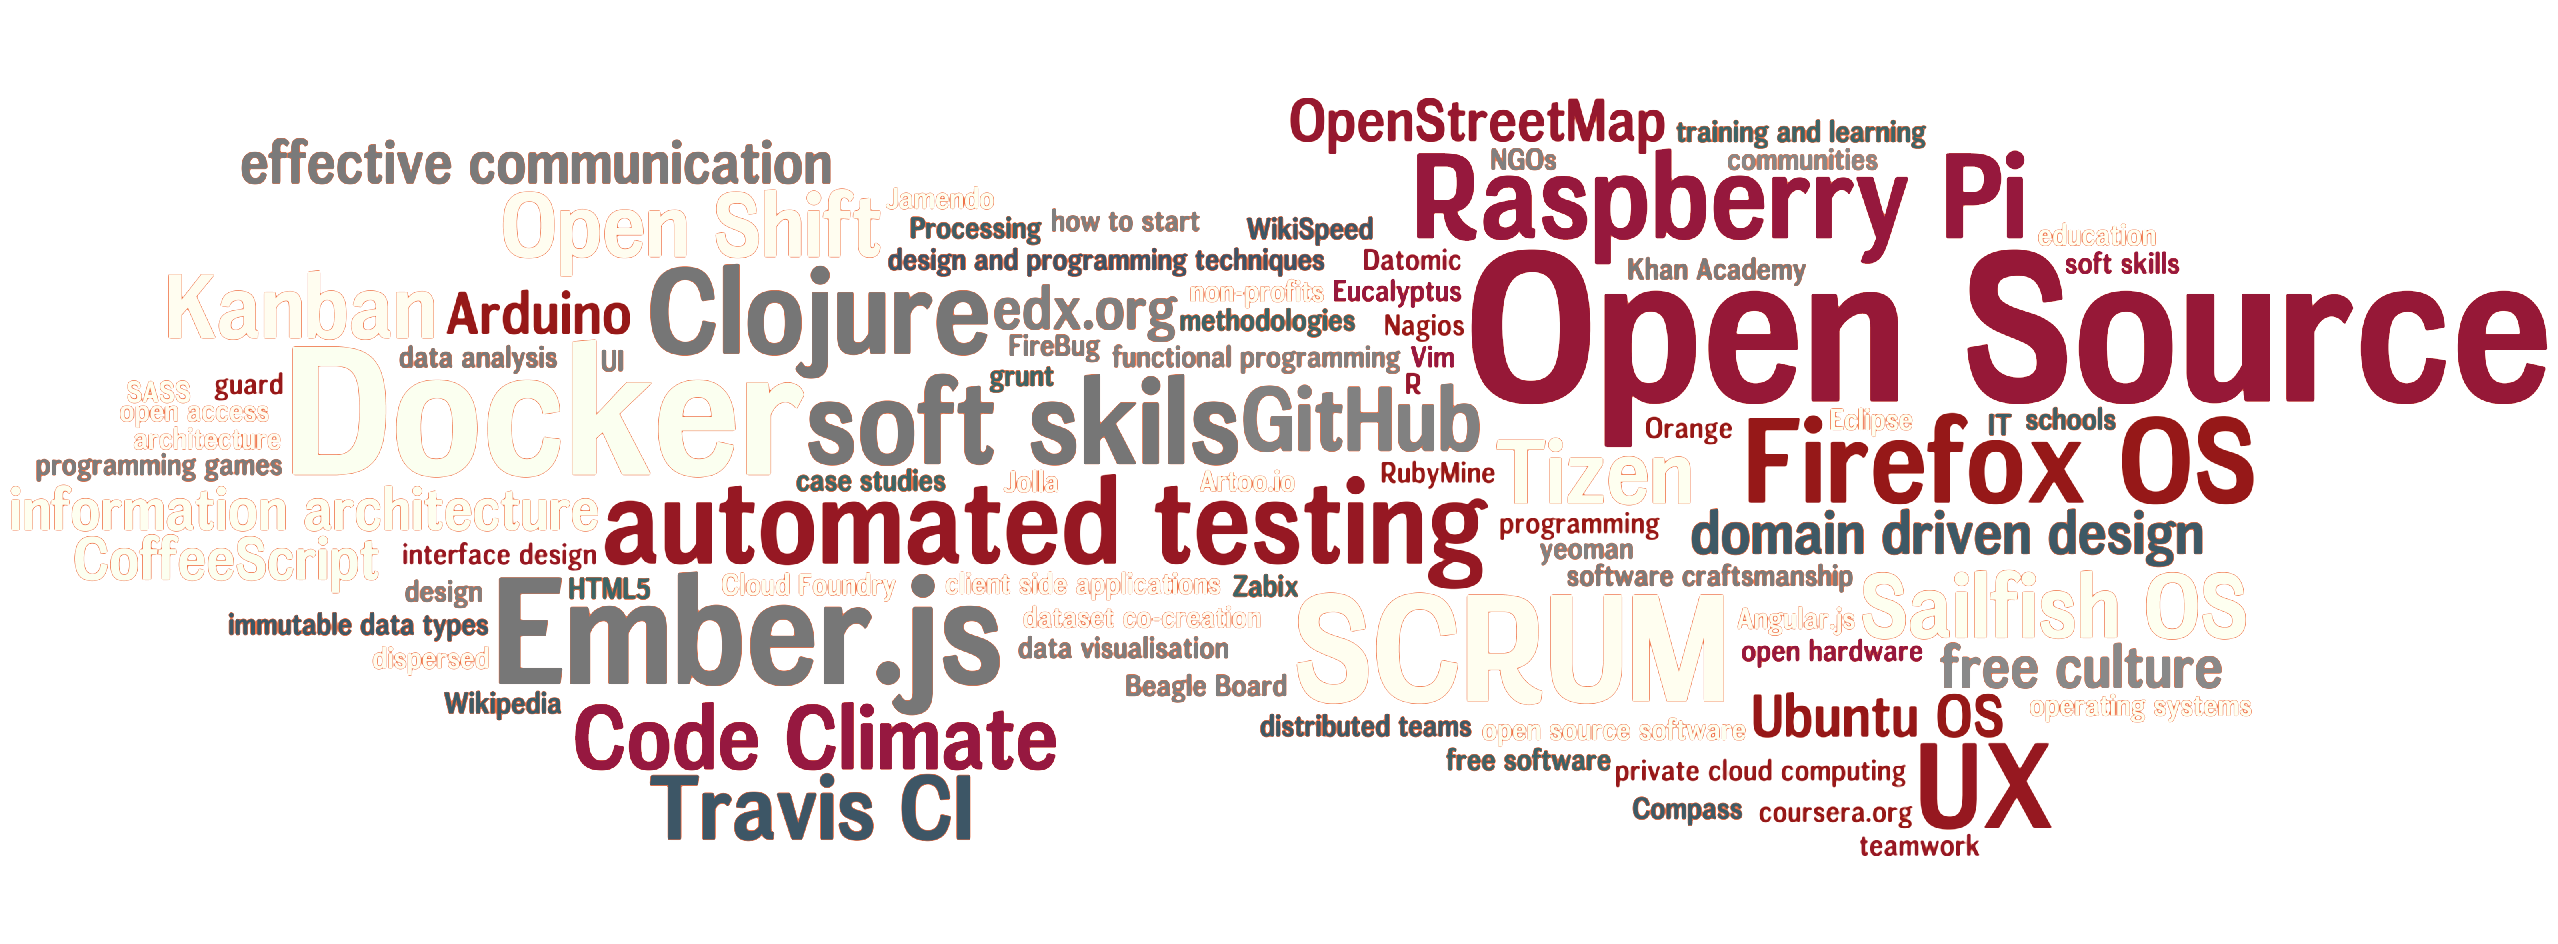 OpenStreetMap
training and learning
effective communication
NGOs
communities
Raspberry Pi
Open Shift
Jamendo
Processing
how to start
WikiSpeed
education
design and programming techniques
Datomic
Khan Academy
soft skills
Open Source
Kanban
Arduino
Clojure
edx.org
non-profits
Eucalyptus
methodologies
Nagios
data analysis
UI
FireBug
functional programming
Vim
Docker
SASS
guard
grunt
R
open access
soft skils
GitHub
architecture
Orange
Firefox OS
Eclipse
IT
schools
programming games
case studies
Jolla
Artoo.io
RubyMine
Tizen
information architecture
automated testing
programming
domain driven design
CoffeeScript
interface design
yeoman
design
HTML5
Cloud Foundry
client side applications
Zabix
software craftsmanship
Sailfish OS
immutable data types
Ember.js
dataset co-creation
SCRUM
Angular.js
dispersed
data visualisation
open hardware
free culture
Beagle Board
Wikipedia
Code Climate
distributed teams
open source software
Ubuntu OS
operating systems
free software
private cloud computing
UX
Travis CI
Compass
coursera.org
teamwork